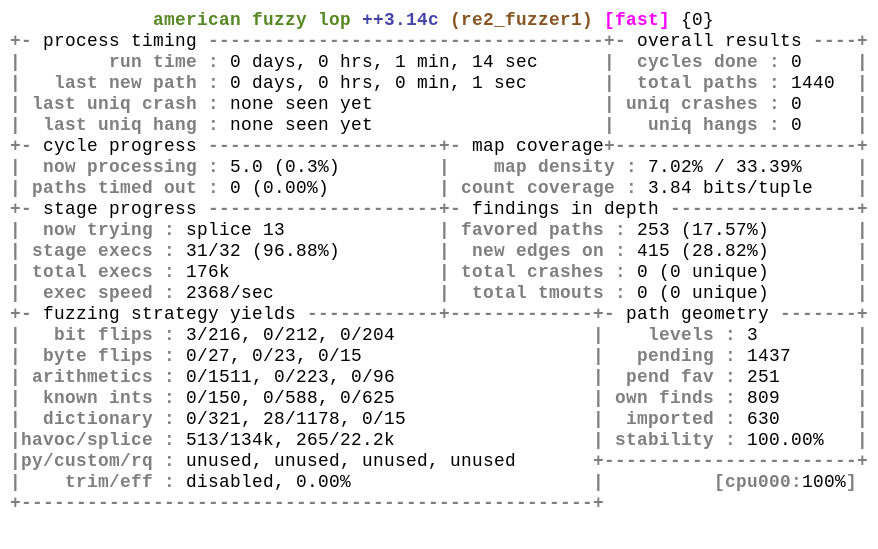 american fuzzy lop ++3.14c (re2_fuzzer1) [fast] {0}
+- process timing ------------------------------------+- overall results ----+
|        run time : 0 days, 0 hrs, 1 min, 14 sec      |  cycles done : 0     |
|   last new path : 0 days, 0 hrs, 0 min, 1 sec       |  total paths : 1440  |
| last uniq crash : none seen yet                     | uniq crashes : 0     |
|  last uniq hang : none seen yet                     |   uniq hangs : 0     |
+- cycle progress ---------------------+- map coverage+----------------------+
|  now processing : 5.0 (0.3%)         |    map density : 7.02% / 33.39%     |
| paths timed out : 0 (0.00%)          | count coverage : 3.84 bits/tuple    |
+- stage progress ---------------------+- findings in depth -----------------+
|  now trying : splice 13              | favored paths : 253 (17.57%)        |
| stage execs : 31/32 (96.88%)         |  new edges on : 415 (28.82%)        |
| total execs : 176k                   | total crashes : 0 (0 unique)        |
|  exec speed : 2368/sec               |  total tmouts : 0 (0 unique)        |
+- fuzzing strategy yields ------------+-------------+- path geometry -------+
|   bit flips : 3/216, 0/212, 0/204                  |    levels : 3         |
|  byte flips : 0/27, 0/23, 0/15                     |   pending : 1437      |
| arithmetics : 0/1511, 0/223, 0/96                  |  pend fav : 251       |
|  known ints : 0/150, 0/588, 0/625                  | own finds : 809       |
|  dictionary : 0/321, 28/1178, 0/15                 |  imported : 630       |
|havoc/splice : 513/134k, 265/22.2k                  | stability : 100.00%   |
|py/custom/rq : unused, unused, unused, unused       +-----------------------+
|    trim/eff : disabled, 0.00%                      |          [cpu000:100%]
+----------------------------------------------------+